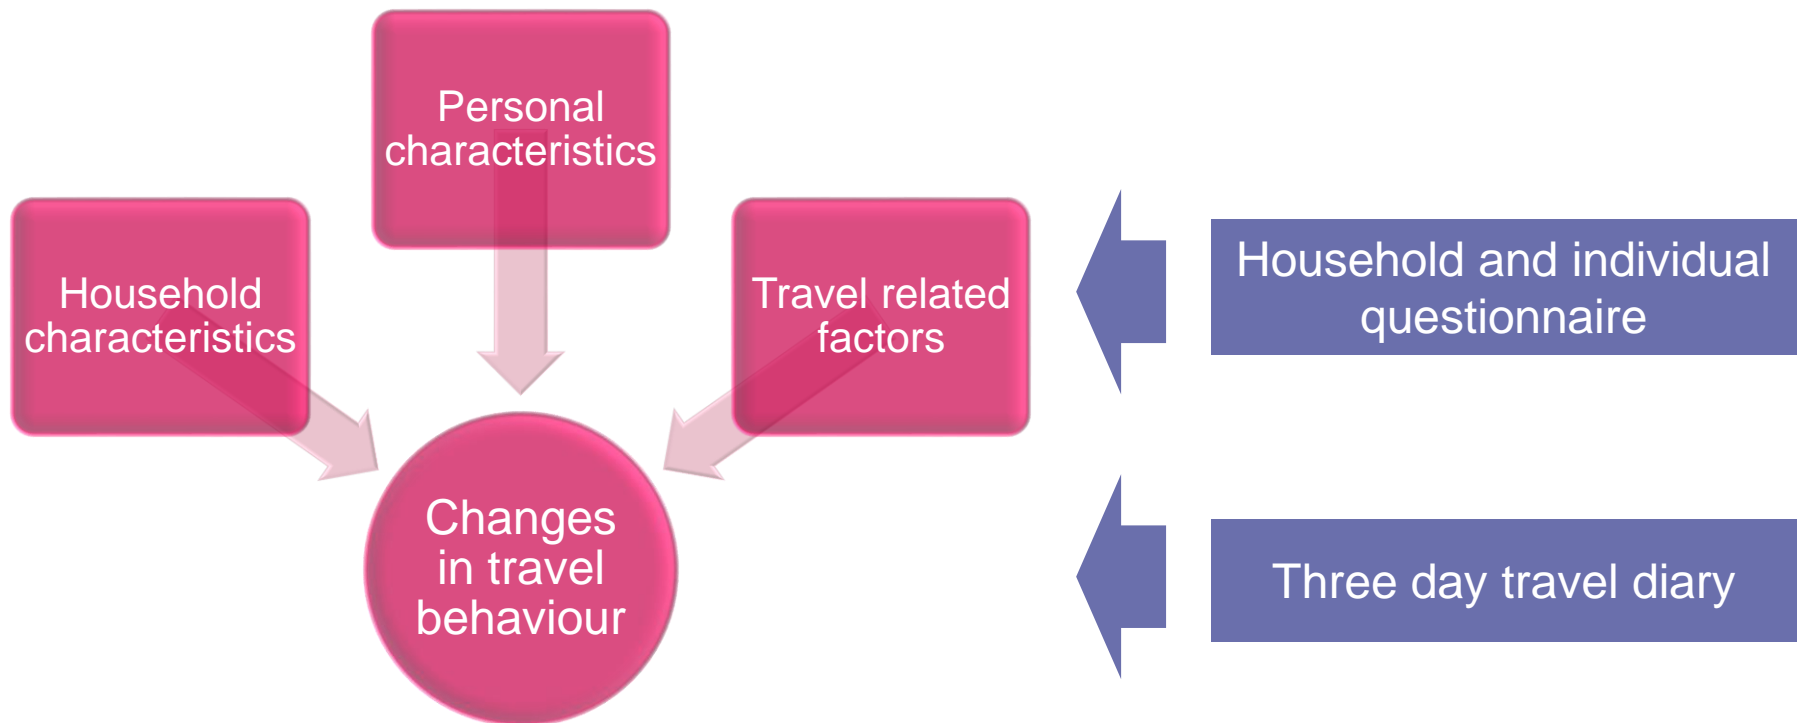 Personal
characteristics
Household
characteristics
Travel related
factors
Household and individual
questionnaire
Changes
in travel
behaviour
Three day travel diary